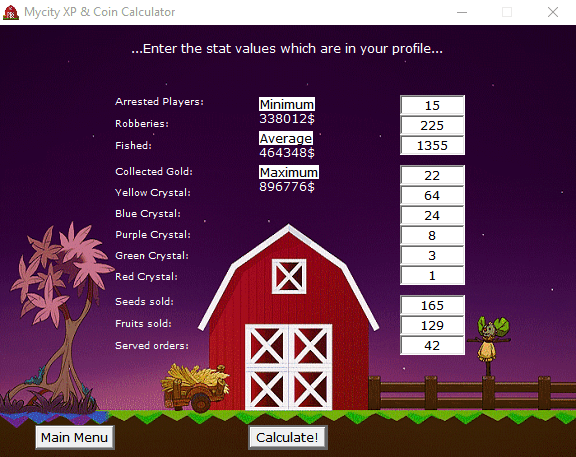 Mycity XP & Coin Calculator
...Enter the stat values which are in your profile...
Arrested Players:
Minimum
15
Robberies:
338012$
225
Fished:
Average
1355
464348$
Collected Gold:
Maximum
22
Yellow Crystal:
896776$
64
Blue Crystal:
24
Purple Crystal:
8
Green Crystal:
3
Red Crystal:
1
Seeds sold:
165
Fruits sold:
129
Served orders:
42
Main Menu
Calculate!